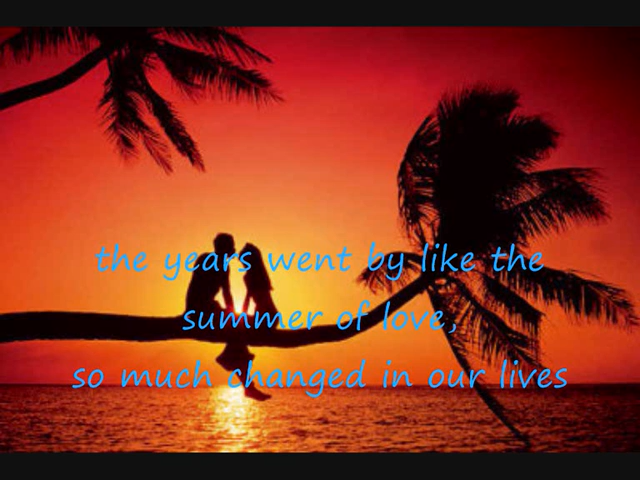 the years went by like the
summer of love,
so much changed in our lives